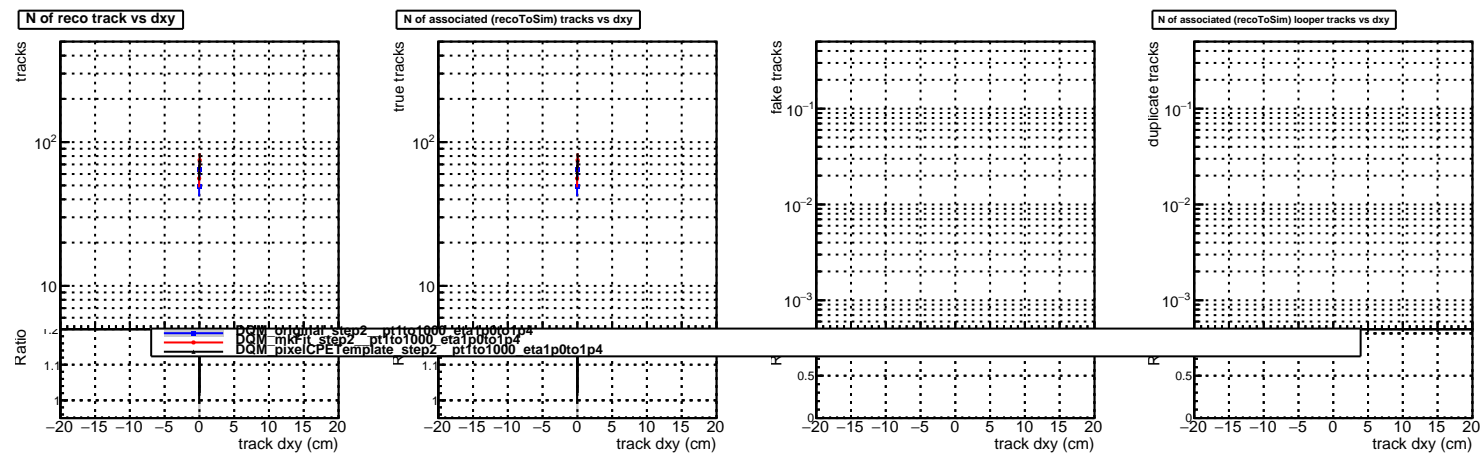 N of reco track vs dxy
N of associated (recoToSim) tracks vs dxy
N of associated (recoToSim) looper tracks vs dxy
tracks
true tracks
fake tracks
duplicate tracks
10²
10
10²
10
10⁻¹
10⁻²
10⁻³
10⁻¹
10⁻²
10⁻³
DQM_original_step2__pt1to1000_eta1p0to1p4
DQM_mkFit_step2__pt1to1000_eta1p0to1p4
DQM_pixelCPETemplate_step2__pt1to1000_eta1p0to1p4
Ratio
1.2
1.1
1
1.1
1
0.5
0
0.5
0
−20 −15 −10 −5 0 5 10 15 20
−20 −15 −10 −5 0 5 10 15 20
−20 −15 −10 −5 0 5 10 15 20
−20 −15 −10 −5 0 5 10 15 20
track dxy (cm)
track dxy (cm)
track dxy (cm)
track dxy (cm)